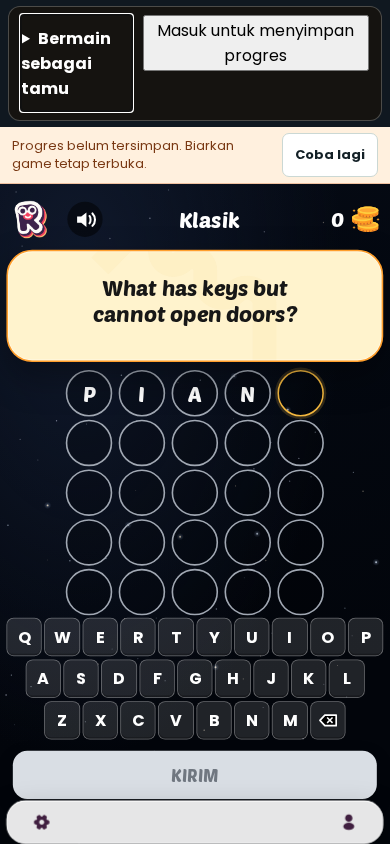 Bermain
sebagai
tamu
Masuk untuk menyimpan
progres
Progres belum tersimpan. Biarkan
game tetap terbuka.
Coba lagi
R
Klasik
0
What has keys but
cannot open doors?
P I A N
Q W E R T Y U I O P
A S D F G H J K L
Z X C V B N M
KIRIM